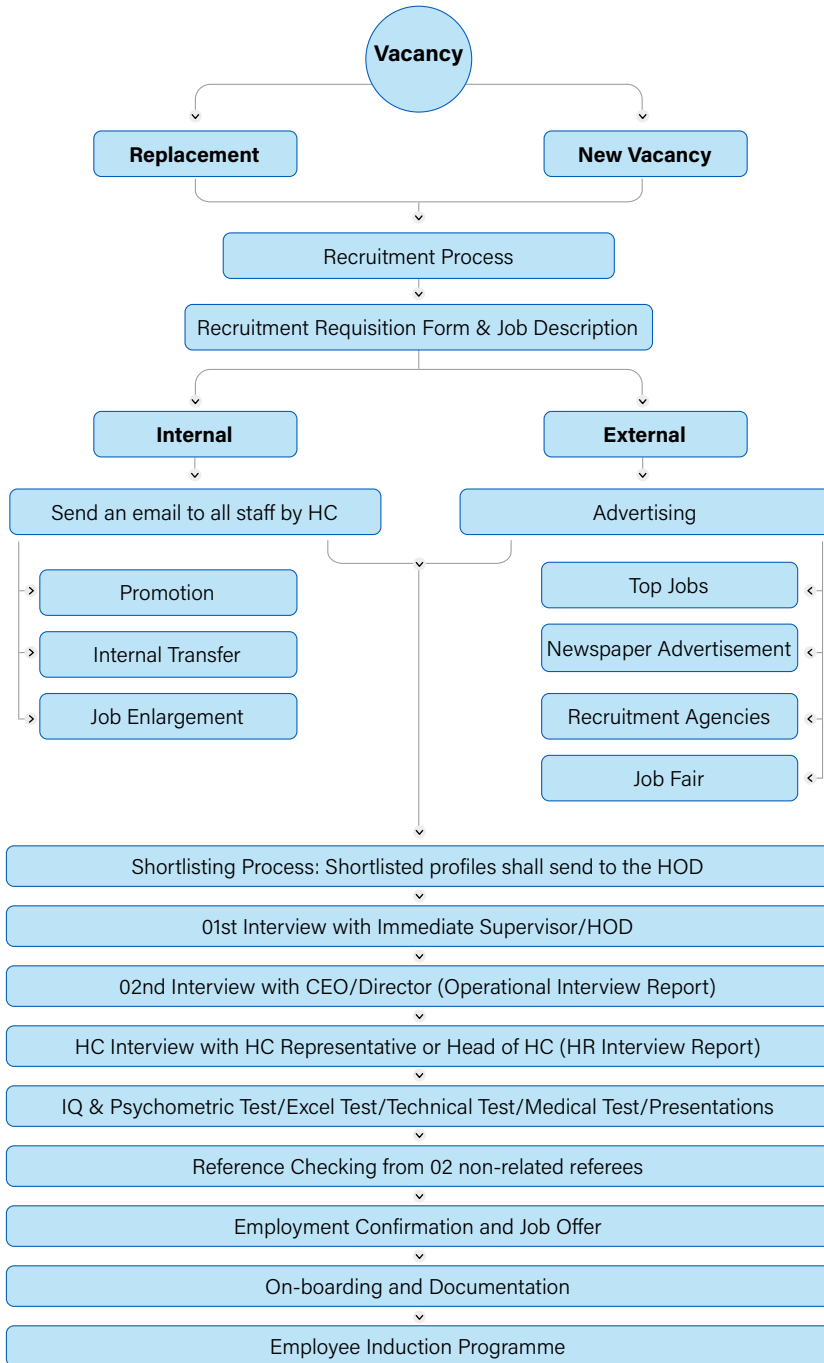 Vacancy
Replacement
New Vacancy
Recruitment Process
Recruitment Requisition Form & Job Description
Internal
External
Send an email to all staff by HC
Advertising
Promotion
Internal Transfer
Job Enlargement
Top Jobs
Newspaper Advertisement
Recruitment Agencies
Job Fair
Shortlisting Process: Shortlisted profiles shall send to the HOD
01st Interview with Immediate Supervisor/HOD
02nd Interview with CEO/Director (Operational Interview Report)
HC Interview with HC Representative or Head of HC (HR Interview Report)
IQ & Psychometric Test/Excel Test/Technical Test/Medical Test/Presentations
Reference Checking from 02 non-related referees
Employment Confirmation and Job Offer
On-boarding and Documentation
Employee Induction Programme